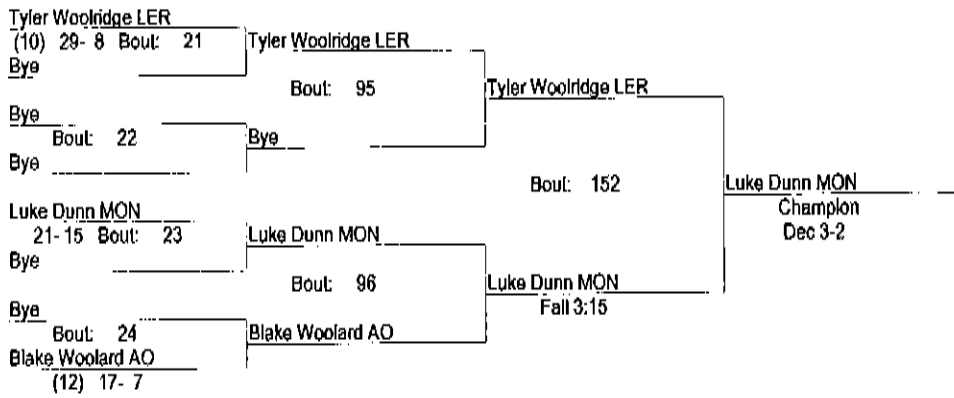 Tyler Woolridge LER
(10) 29- 8 Bout: 21
Tyler Woolridge LER
Bye
Bout: 95
Tyler Woolridge LER
Bye
Bout: 22
Bye
Bye
Bout: 152
Luke Dunn MON
Champion
Dec 3-2
Luke Dunn MON
21- 15 Bout: 23
Luke Dunn MON
Bye
Bout: 96
Luke Dunn MON
Fall 3:15
Bye
Bout: 24
Blake Woolard AO
Blake Woolard AO
(12) 17- 7